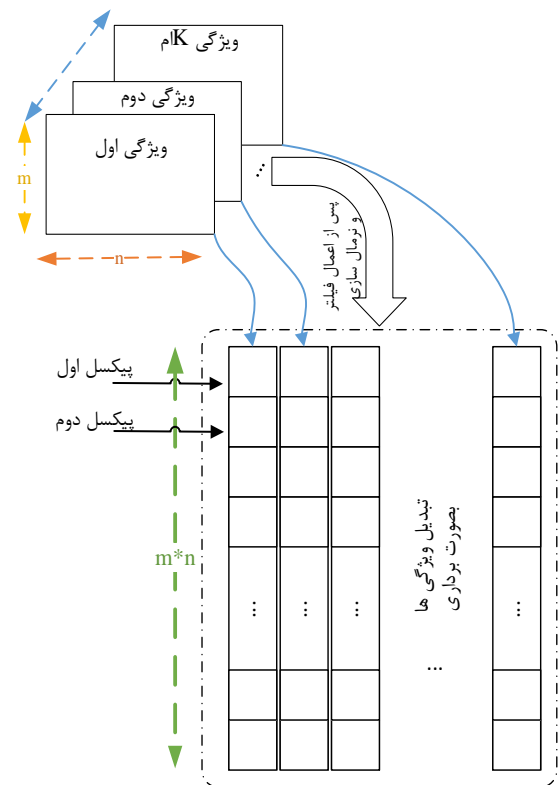 ویژگی Kام
ویژگی دوم
ویژگی اول
...
m
n
پس از اعمال فیلتر
و نرمال سازی
پیکسل اول
پیکسل دوم
m*n
تبدیل ویژگی ها
بصورت برداری
...
...
...
...
...